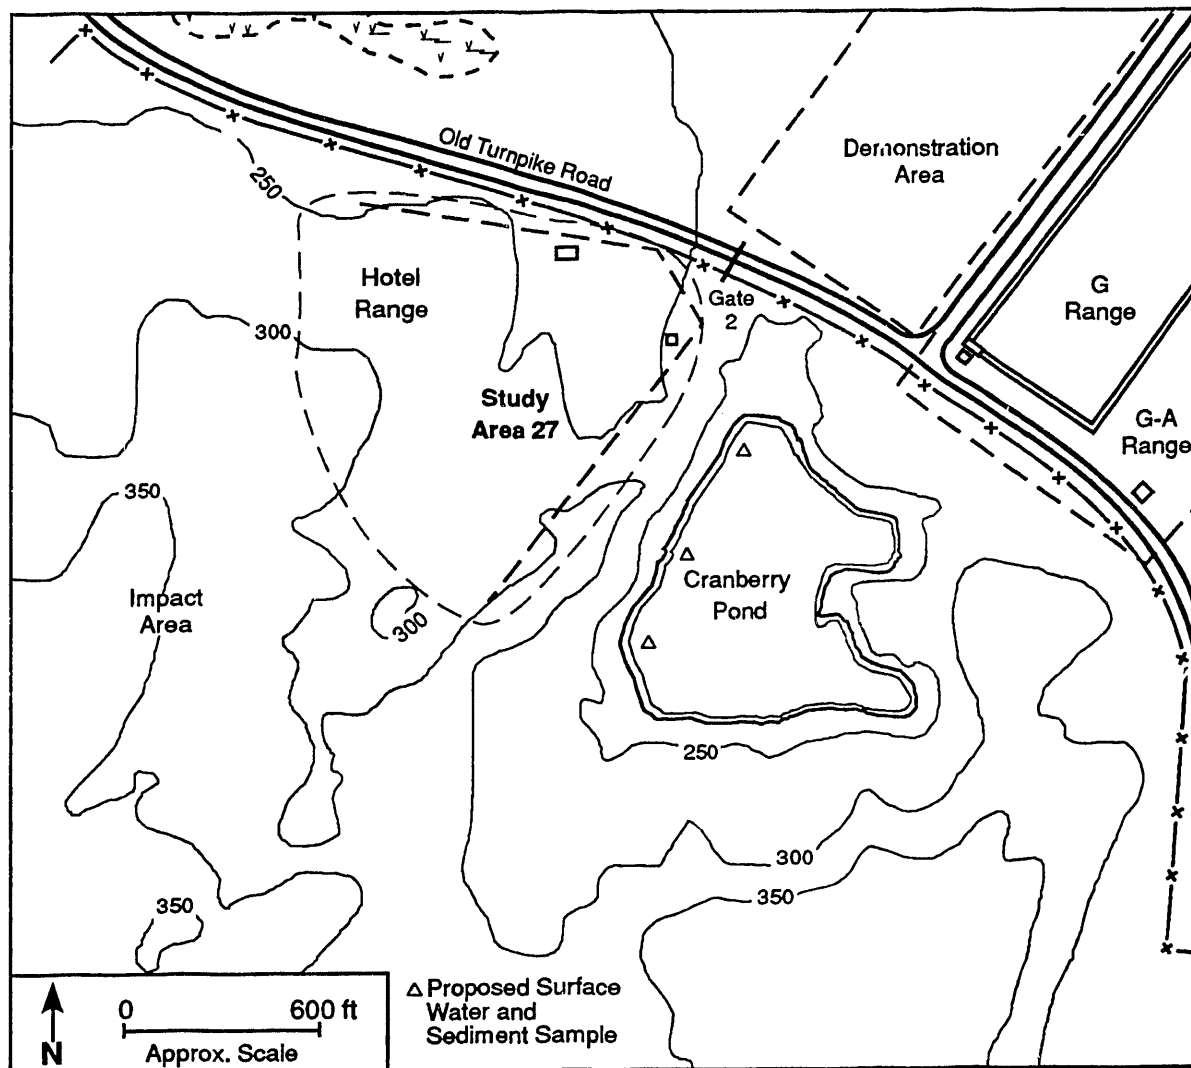 Old Turnpike Road
Demonstration
Area
250
Hotel
Range
G
Range
Gate
2
300
Study
Area 27
G-A
Range
350
Cranberry
Pond
Impact
Area
300
250
300
350
350
0 600 ft
Approx. Scale
N
Proposed Surface
Water and
Sediment Sample